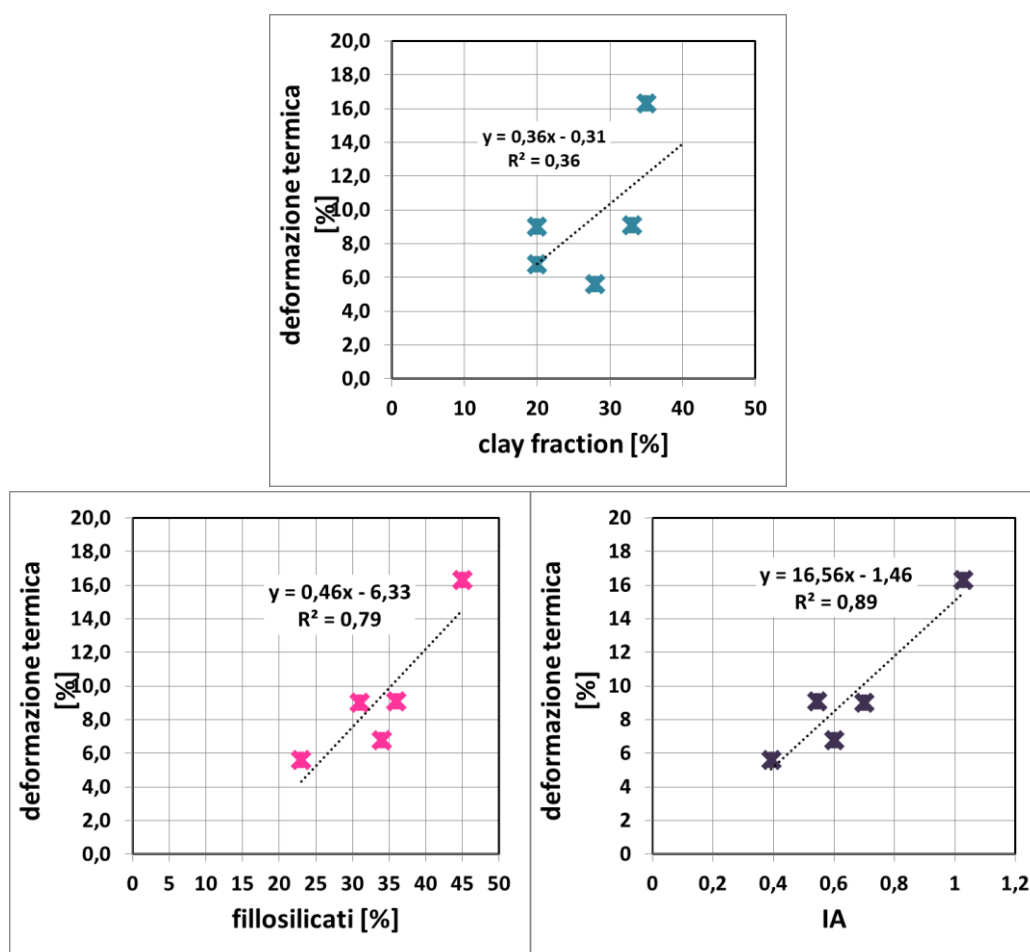 20,0
18,0
16,0
14,0
12,0
10,0
8,0
6,0
4,0
2,0
0,0
deformazione termica
[%]
y = 0,36x - 0,31
R² = 0,36
0 10 20 30 40 50
clay fraction [%]
20,0
18,0
16,0
14,0
12,0
10,0
8,0
6,0
4,0
2,0
0,0
deformazione termica
[%]
y = 0,46x - 6,33
R² = 0,79
0 5 10 15 20 25 30 35 40 45 50
fillosilicati [%]
20
18
16
14
12
10
8
6
4
2
0
deformazione termica
[%]
y = 16,56x - 1,46
R² = 0,89
0 0,2 0,4 0,6 0,8 1 1,2
IA